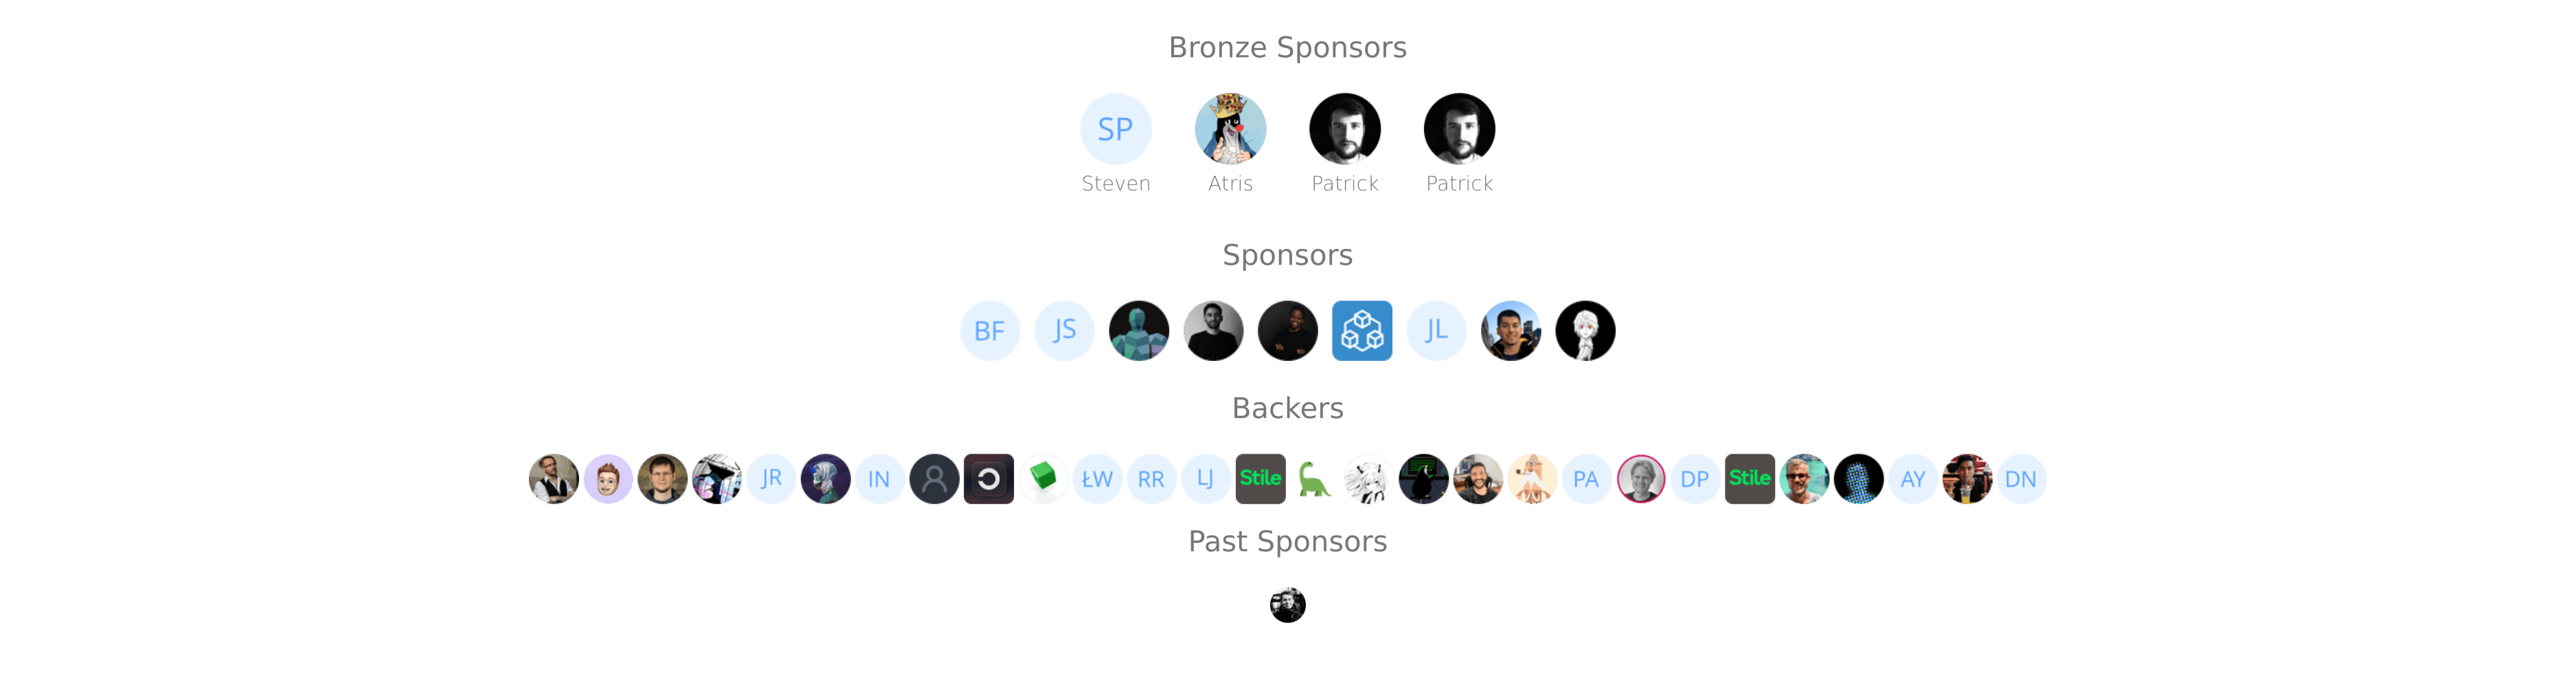 Bronze Sponsors
SP
Steven Atris Patrick Patrick
Sponsors
BF JS JL
Backers
JR IN ŁW RR LJ Stile PA DP Stile AY DN
Past Sponsors